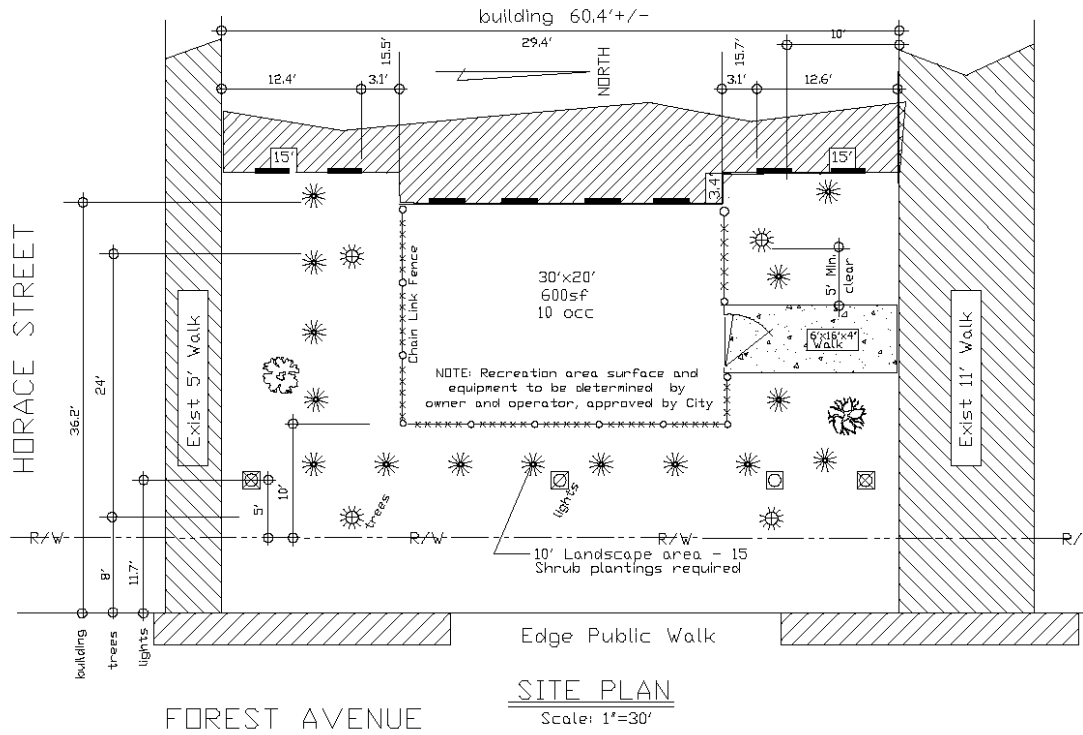 building 60.4'+/-
29.4'
10'
15.5'
15.7'
12.4'
3.1'
NORTH
3.1'
12.6'
15'
15'
3.4'
HORACE STREET
Exist 5' Walk
Chain Link Fence
30'x20'
600sf
10 occ
5' Min.
clear
6'x16'x4"
Walk
Exist 11' Walk
NOTE: Recreation area surface and
equipment to be determined by
owner and operator, approved by City
36.2'
24'
10'
5'
trees
lights
R/W
R/W
R/W
R/
10' Landscape area - 15
Shrub plantings required
8'
11.7'
building
trees
lights
Edge Public Walk
SITE PLAN
Scale: 1"=30'
FOREST AVENUE